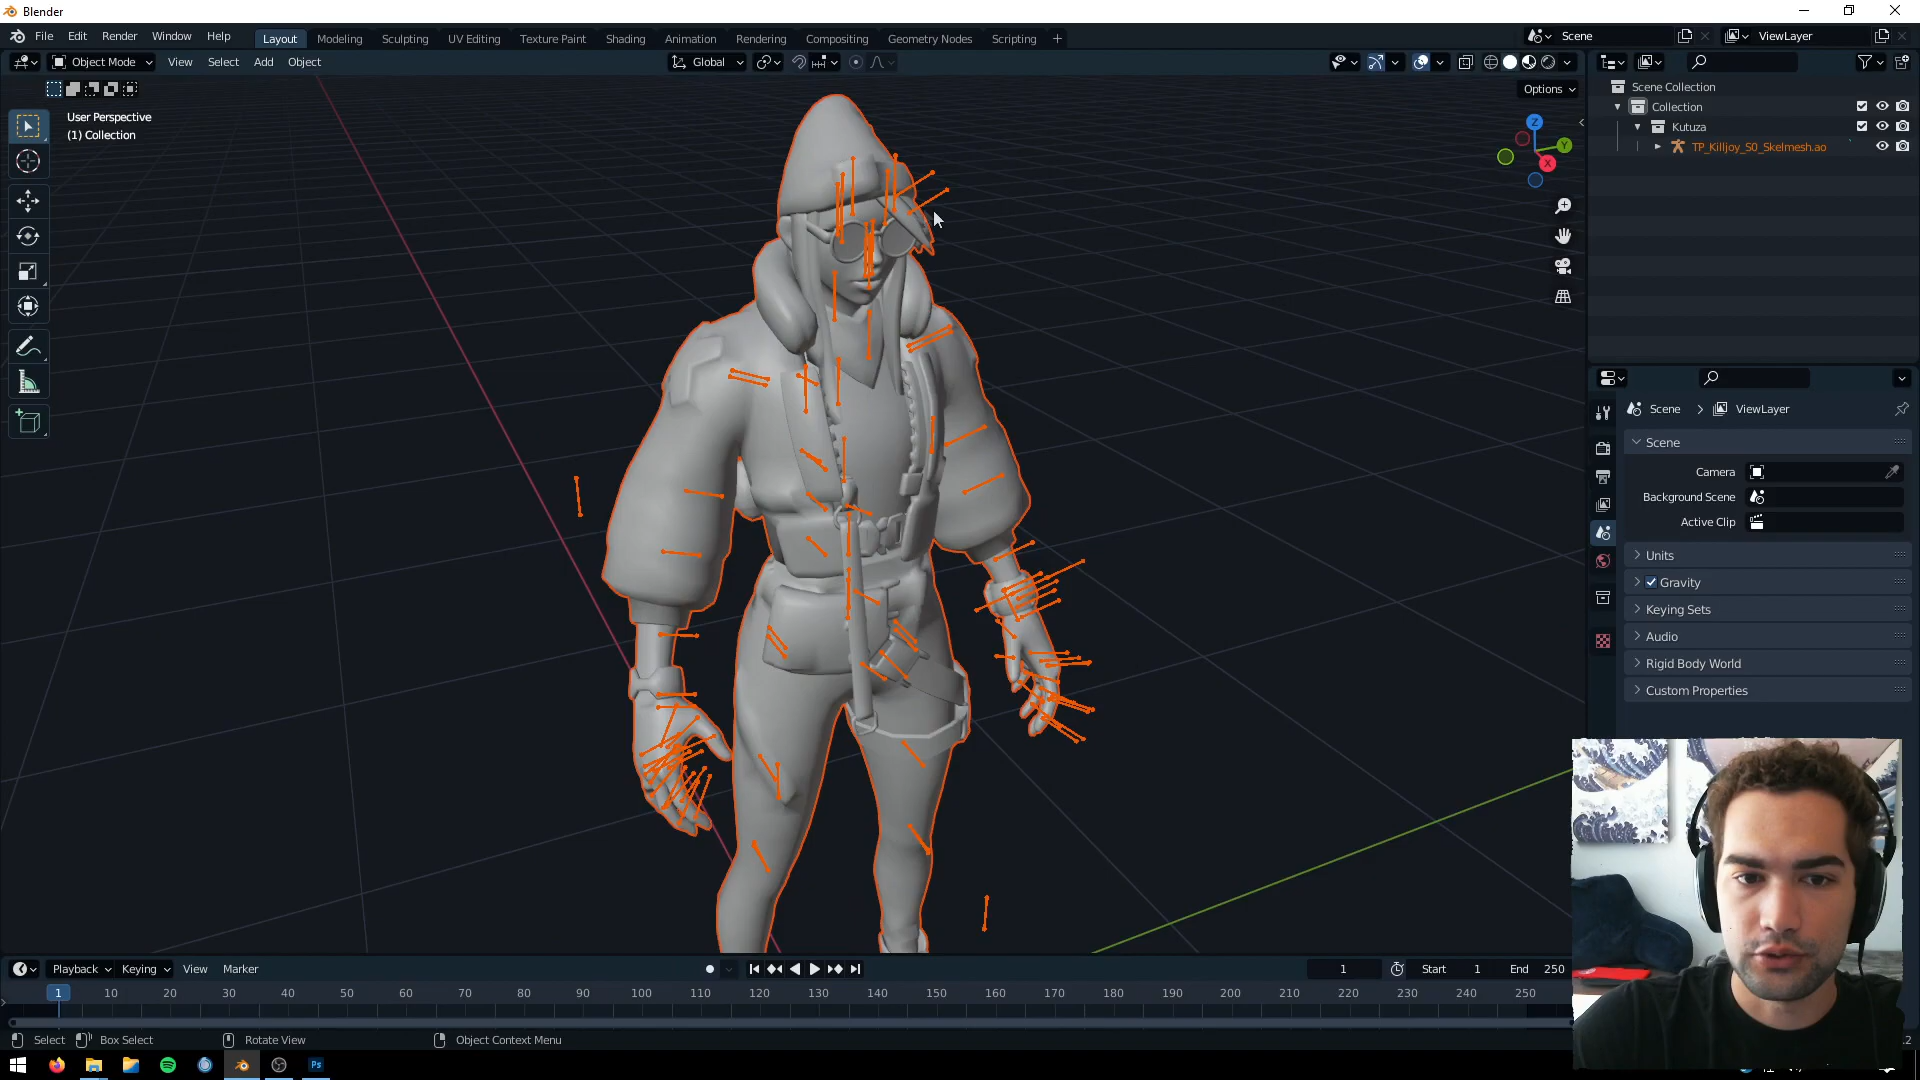 Blender
File Edit Render Window Help Layout Modeling Sculpting UV Editing Texture Paint Shading Animation Rendering Compositing Geometry Nodes Scripting + Scene ViewLayer
Object Mode View Select Add Object Global
Options
User Perspective
(1) Collection
Z
Y
X
Scene Collection
Collection
Kutuza
TP_Killjoy_S0_Skelmesh.ao
Scene > ViewLayer
Scene
Camera
Background Scene
Active Clip
Units
Gravity
Keying Sets
Audio
Rigid Body World
Custom Properties
Playback Keying View Marker 1 Start 1 End 250
1 10 20 30 40 50 60 70 80 90 100 110 120 130 140 150 160 170 180 190 200 210 220 230 240 250
Select Box Select Rotate View Object Context Menu
Ps